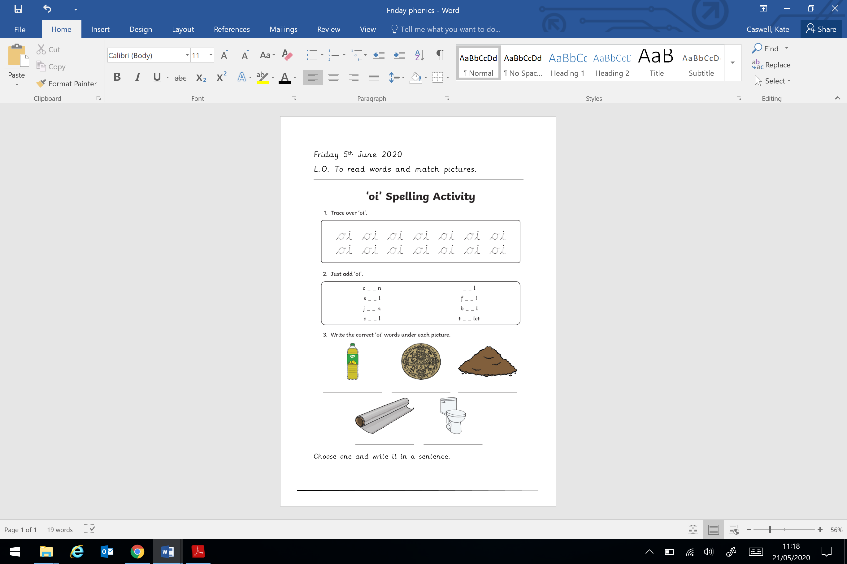 Friday phonics - Word
Caswell, Kate
File Home Insert Design Layout References Mailings Review View Tell me what you want to do... Share
Paste
Cut
Copy
Format Painter
Clipboard
Calibri (Body) 11
Font
Paragraph
AaBbCcDd AaBbCcDd AaBbCc AaBbCcC AaB AaBbCcD
¶ Normal ¶ No Spac... Heading 1 Heading 2 Title Subtitle
Styles
Find
Replace
Select
Editing
Friday 5th June 2020
L.O. To read words and match pictures.
'oi' Spelling Activity
1. Trace over 'oi'.
oi oi oi oi oi oi oi
oi oi oi oi oi oi oi
2. Just add 'oi'.
c _ _ n _ _ l
s _ _ l f _ _ l
j _ _ n
t _ _ let
3. Write the correct 'oi' words under each picture.
Choose one and write it in a sentence.
Page 1 of 1 19 words 56%
11:18
21/05/2020